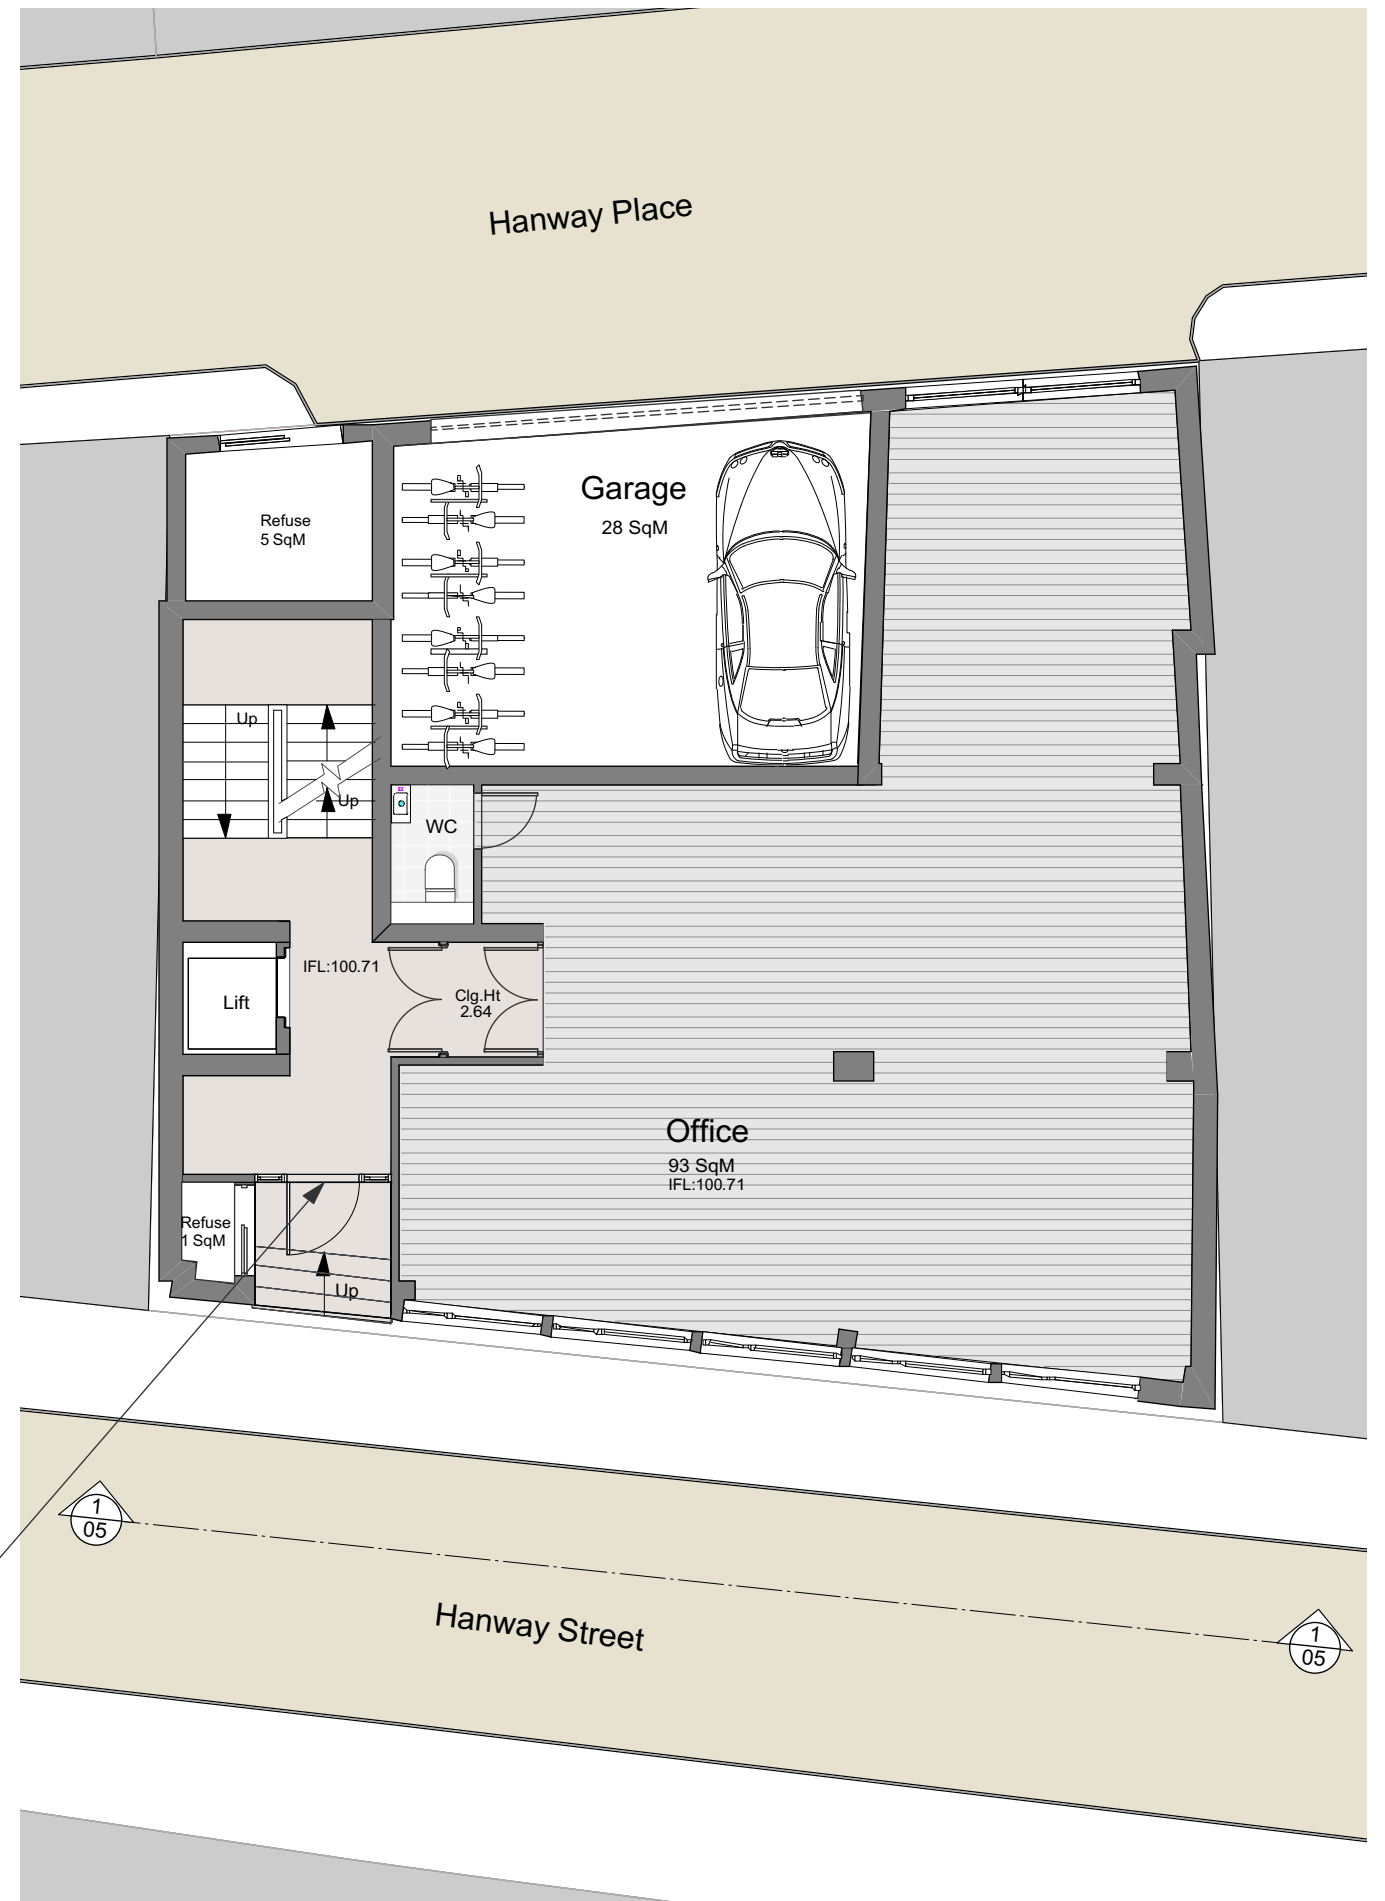 Hanway Place
Garage
28 SqM
Refuse
5 SqM
Up
Up
WC
IFL:100.71
Lift
Clg.Ht
2.64
Office
93 SqM
IFL:100.71
Refuse
1 SqM
Up
1
05
Hanway Street
1
05